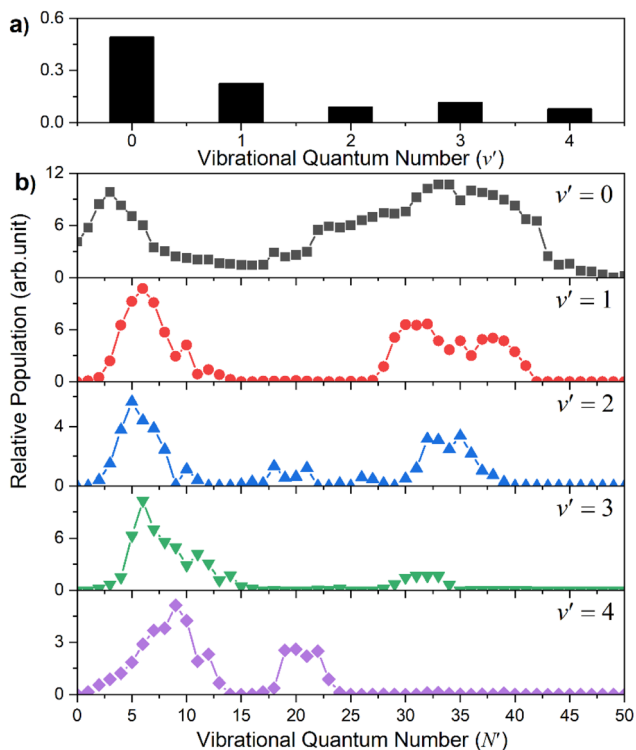 a)
0.6
0.3
0.0
0 1 2 3 4
Vibrational Quantum Number (v′)
b)
Relative Population (arb.unit)
12
6
0
v′ = 0
6
0
v′ = 1
4
0
v′ = 2
6
0
v′ = 3
3
0
v′ = 4
0 5 10 15 20 25 30 35 40 45 50
Vibrational Quantum Number (N′)